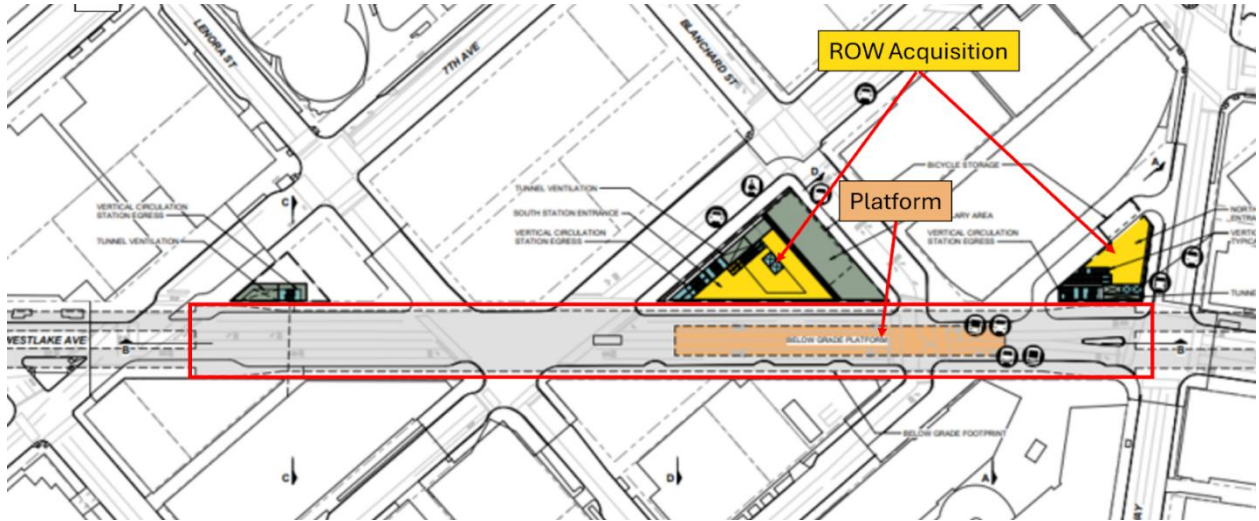 LENORA ST
7TH AVE
BLANCHARD ST
ROW Acquisition
BICYCLE STORAGE
A
D
TUNNEL VENTILATION
Platform
VERTICAL CIRCULATION
STATION EGRESS
C
SOUTH STATION ENTRANCE
TUNNEL VENTILATION
VERTICAL CIRCULATION
STATION EGRESS
AREA
VERTICAL CIRCULATION
STATION EGRESS
WESTLAKE AVE
B
BELOW GRADE PLATFORM
B
BELOW GRADE FOOTPRINT
C
D
A